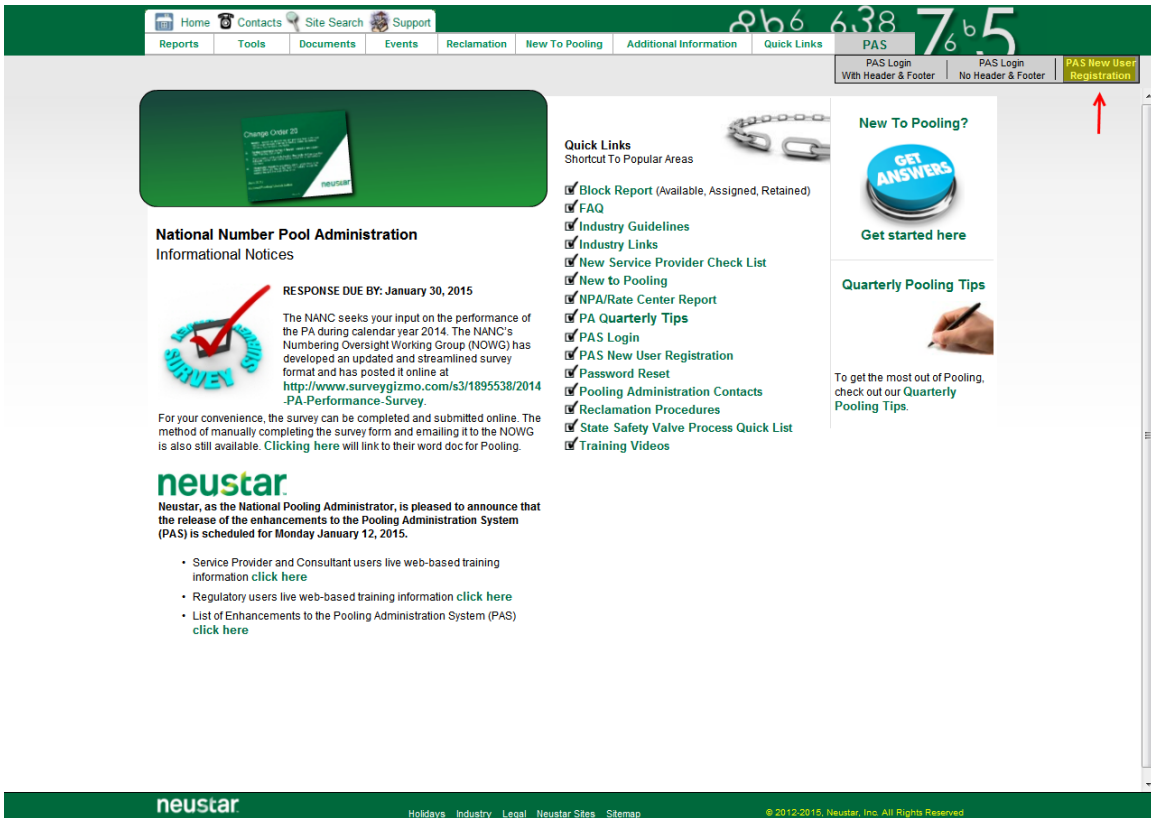 Home Contacts Site Search Support
866 638 7 6 b 5
Reports Tools Documents Events Reclamation New To Pooling Additional Information Quick Links PAS
PAS Login
With Header & Footer
PAS Login
No Header & Footer
PAS New User
Registration
Change Order 23
neustar
National Number Pool Administration
Informational Notices
SURVEY
RESPONSE DUE BY: January 30, 2015
The NANC seeks your input on the performance of
the PA during calendar year 2014. The NANC's
Numbering Oversight Working Group (NOWG) has
developed an updated and streamlined survey
format and has posted it online at
http://www.surveygizmo.com/s3/1895538/2014
-PA-Performance-Survey.
For your convenience, the survey can be completed and submitted online. The
method of manually completing the survey form and emailing it to the NOWG
is also still available. Clicking here will link to their word doc for Pooling.
neustar
Neustar, as the National Pooling Administrator, is pleased to announce that
the release of the enhancements to the Pooling Administration System
(PAS) is scheduled for Monday January 12, 2015.
• Service Provider and Consultant users live web-based training
information click here
• Regulatory users live web-based training information click here
• List of Enhancements to the Pooling Administration System (PAS)
click here
Quick Links
Shortcut To Popular Areas
Block Report (Available, Assigned, Retained)
FAQ
Industry Guidelines
Industry Links
New Service Provider Check List
New to Pooling
NPA/Rate Center Report
PA Quarterly Tips
PAS Login
PAS New User Registration
Password Reset
Pooling Administration Contacts
Reclamation Procedures
State Safety Valve Process Quick List
Training Videos
New To Pooling?
GET
ANSWERS
Get started here
Quarterly Pooling Tips
To get the most out of Pooling,
check out our Quarterly
Pooling Tips.
neustar
Holidays Industry Legal Neustar Sites Sitemap
© 2012-2015, Neustar, Inc. All Rights Reserved